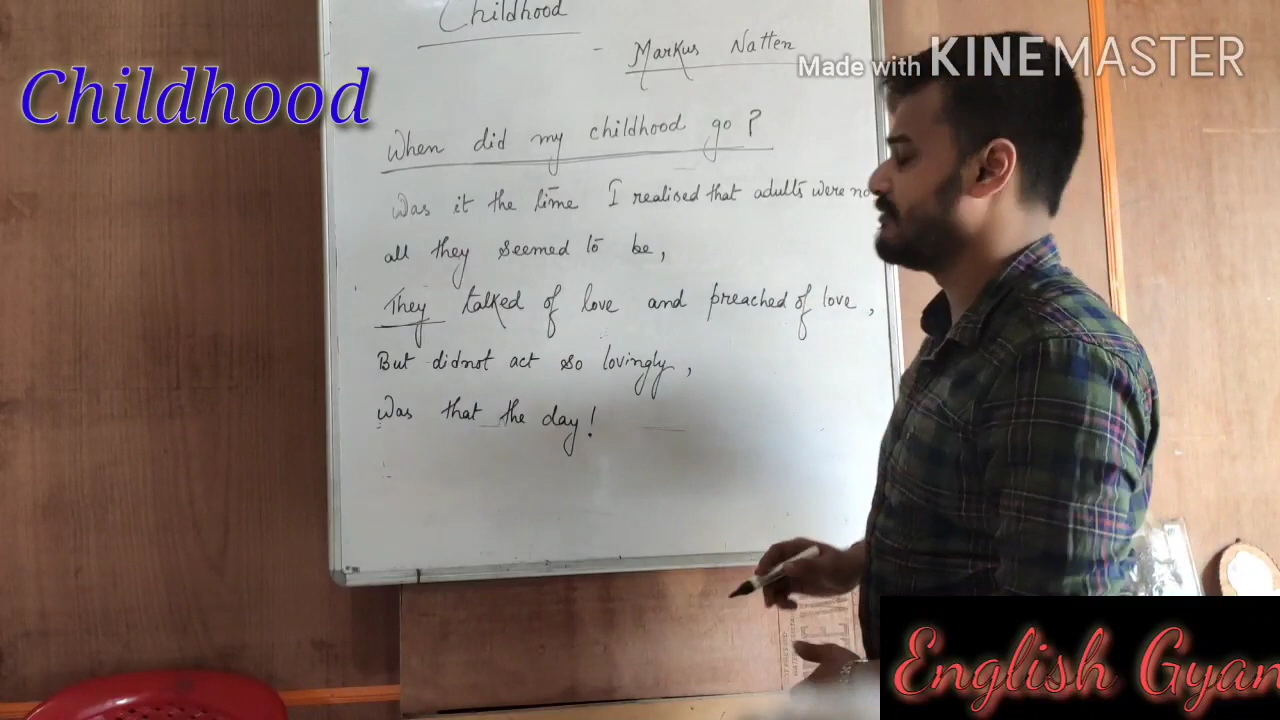 Childhood
- Markus Natten
Made with KINEMASTER
Childhood
When did my childhood go?
Was it the time I realised that adults were no
all they seemed to be,
They talked of love and preached of love,
But didnot act so lovingly,
Was that the day!
English Gyan